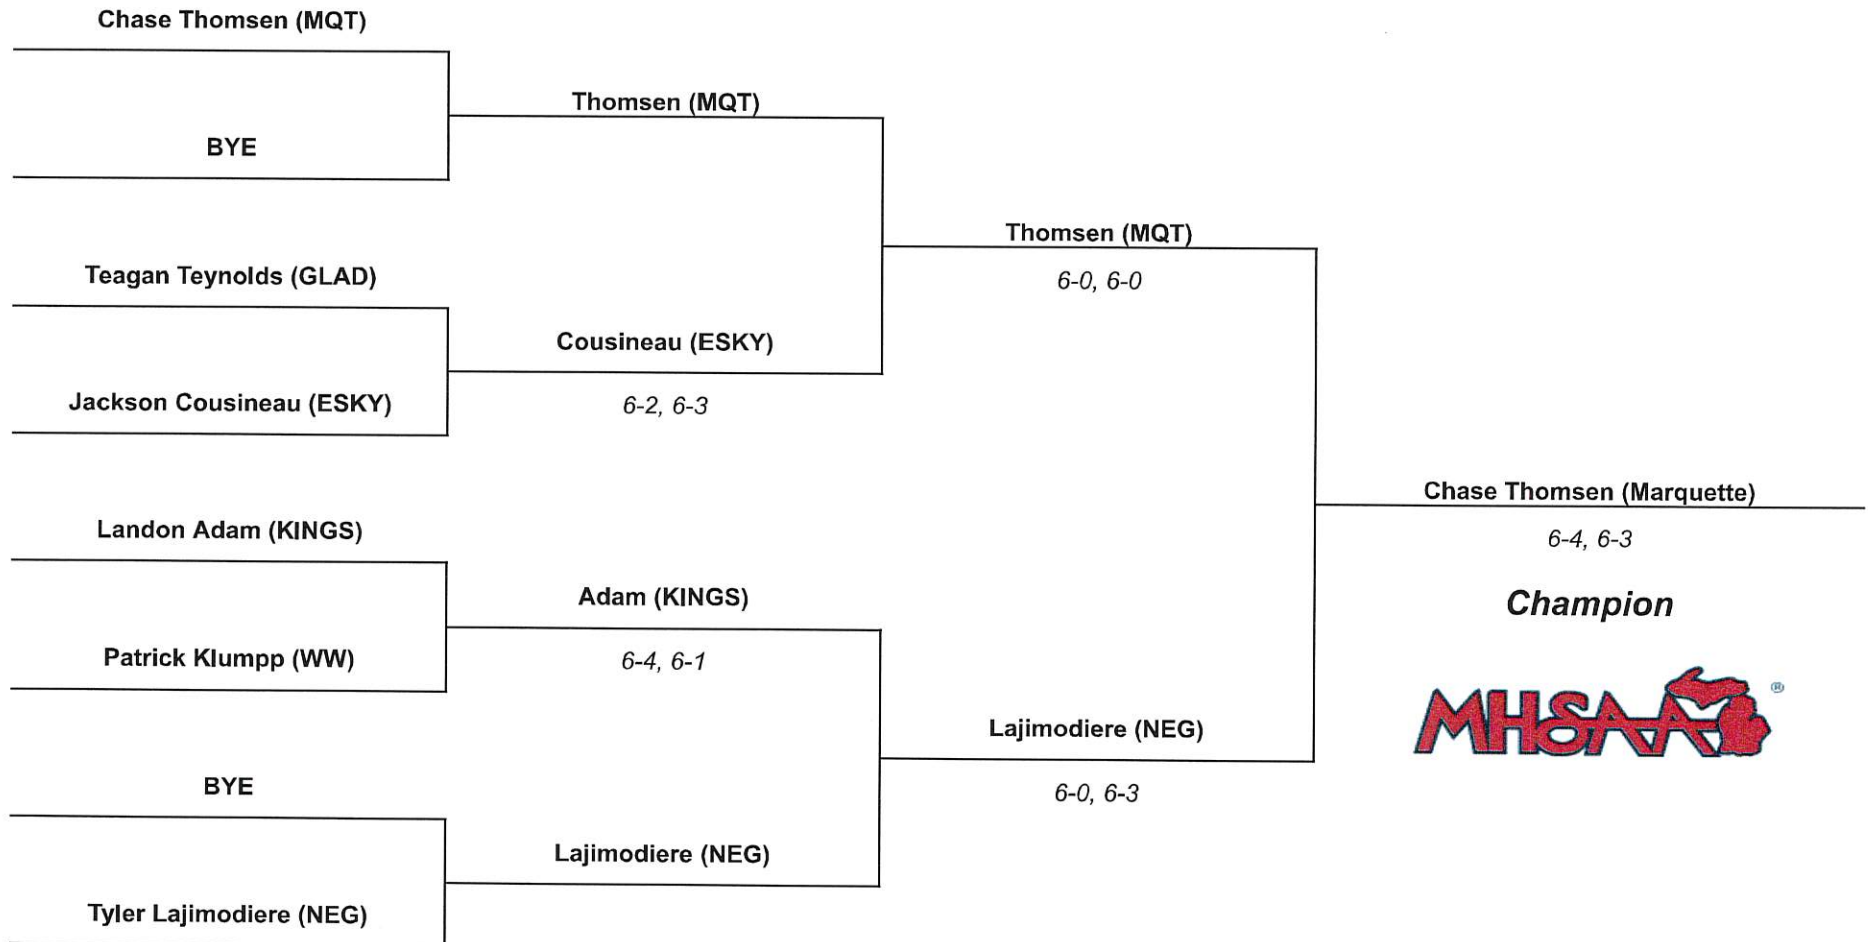 Chase Thomsen (MQT)
BYE
Teagan Teynolds (GLAD)
Jackson Cousineau (ESKY)
Landon Adam (KINGS)
Patrick Klumpp (WW)
BYE
Tyler Lajimodiere (NEG)
Thomsen (MQT)
Cousineau (ESKY)
6-2, 6-3
Adam (KINGS)
6-4, 6-1
Lajimodiere (NEG)
Thomsen (MQT)
6-0, 6-0
Lajimodiere (NEG)
6-0, 6-3
Chase Thomsen (Marquette)
6-4, 6-3
Champion
MHSAA®